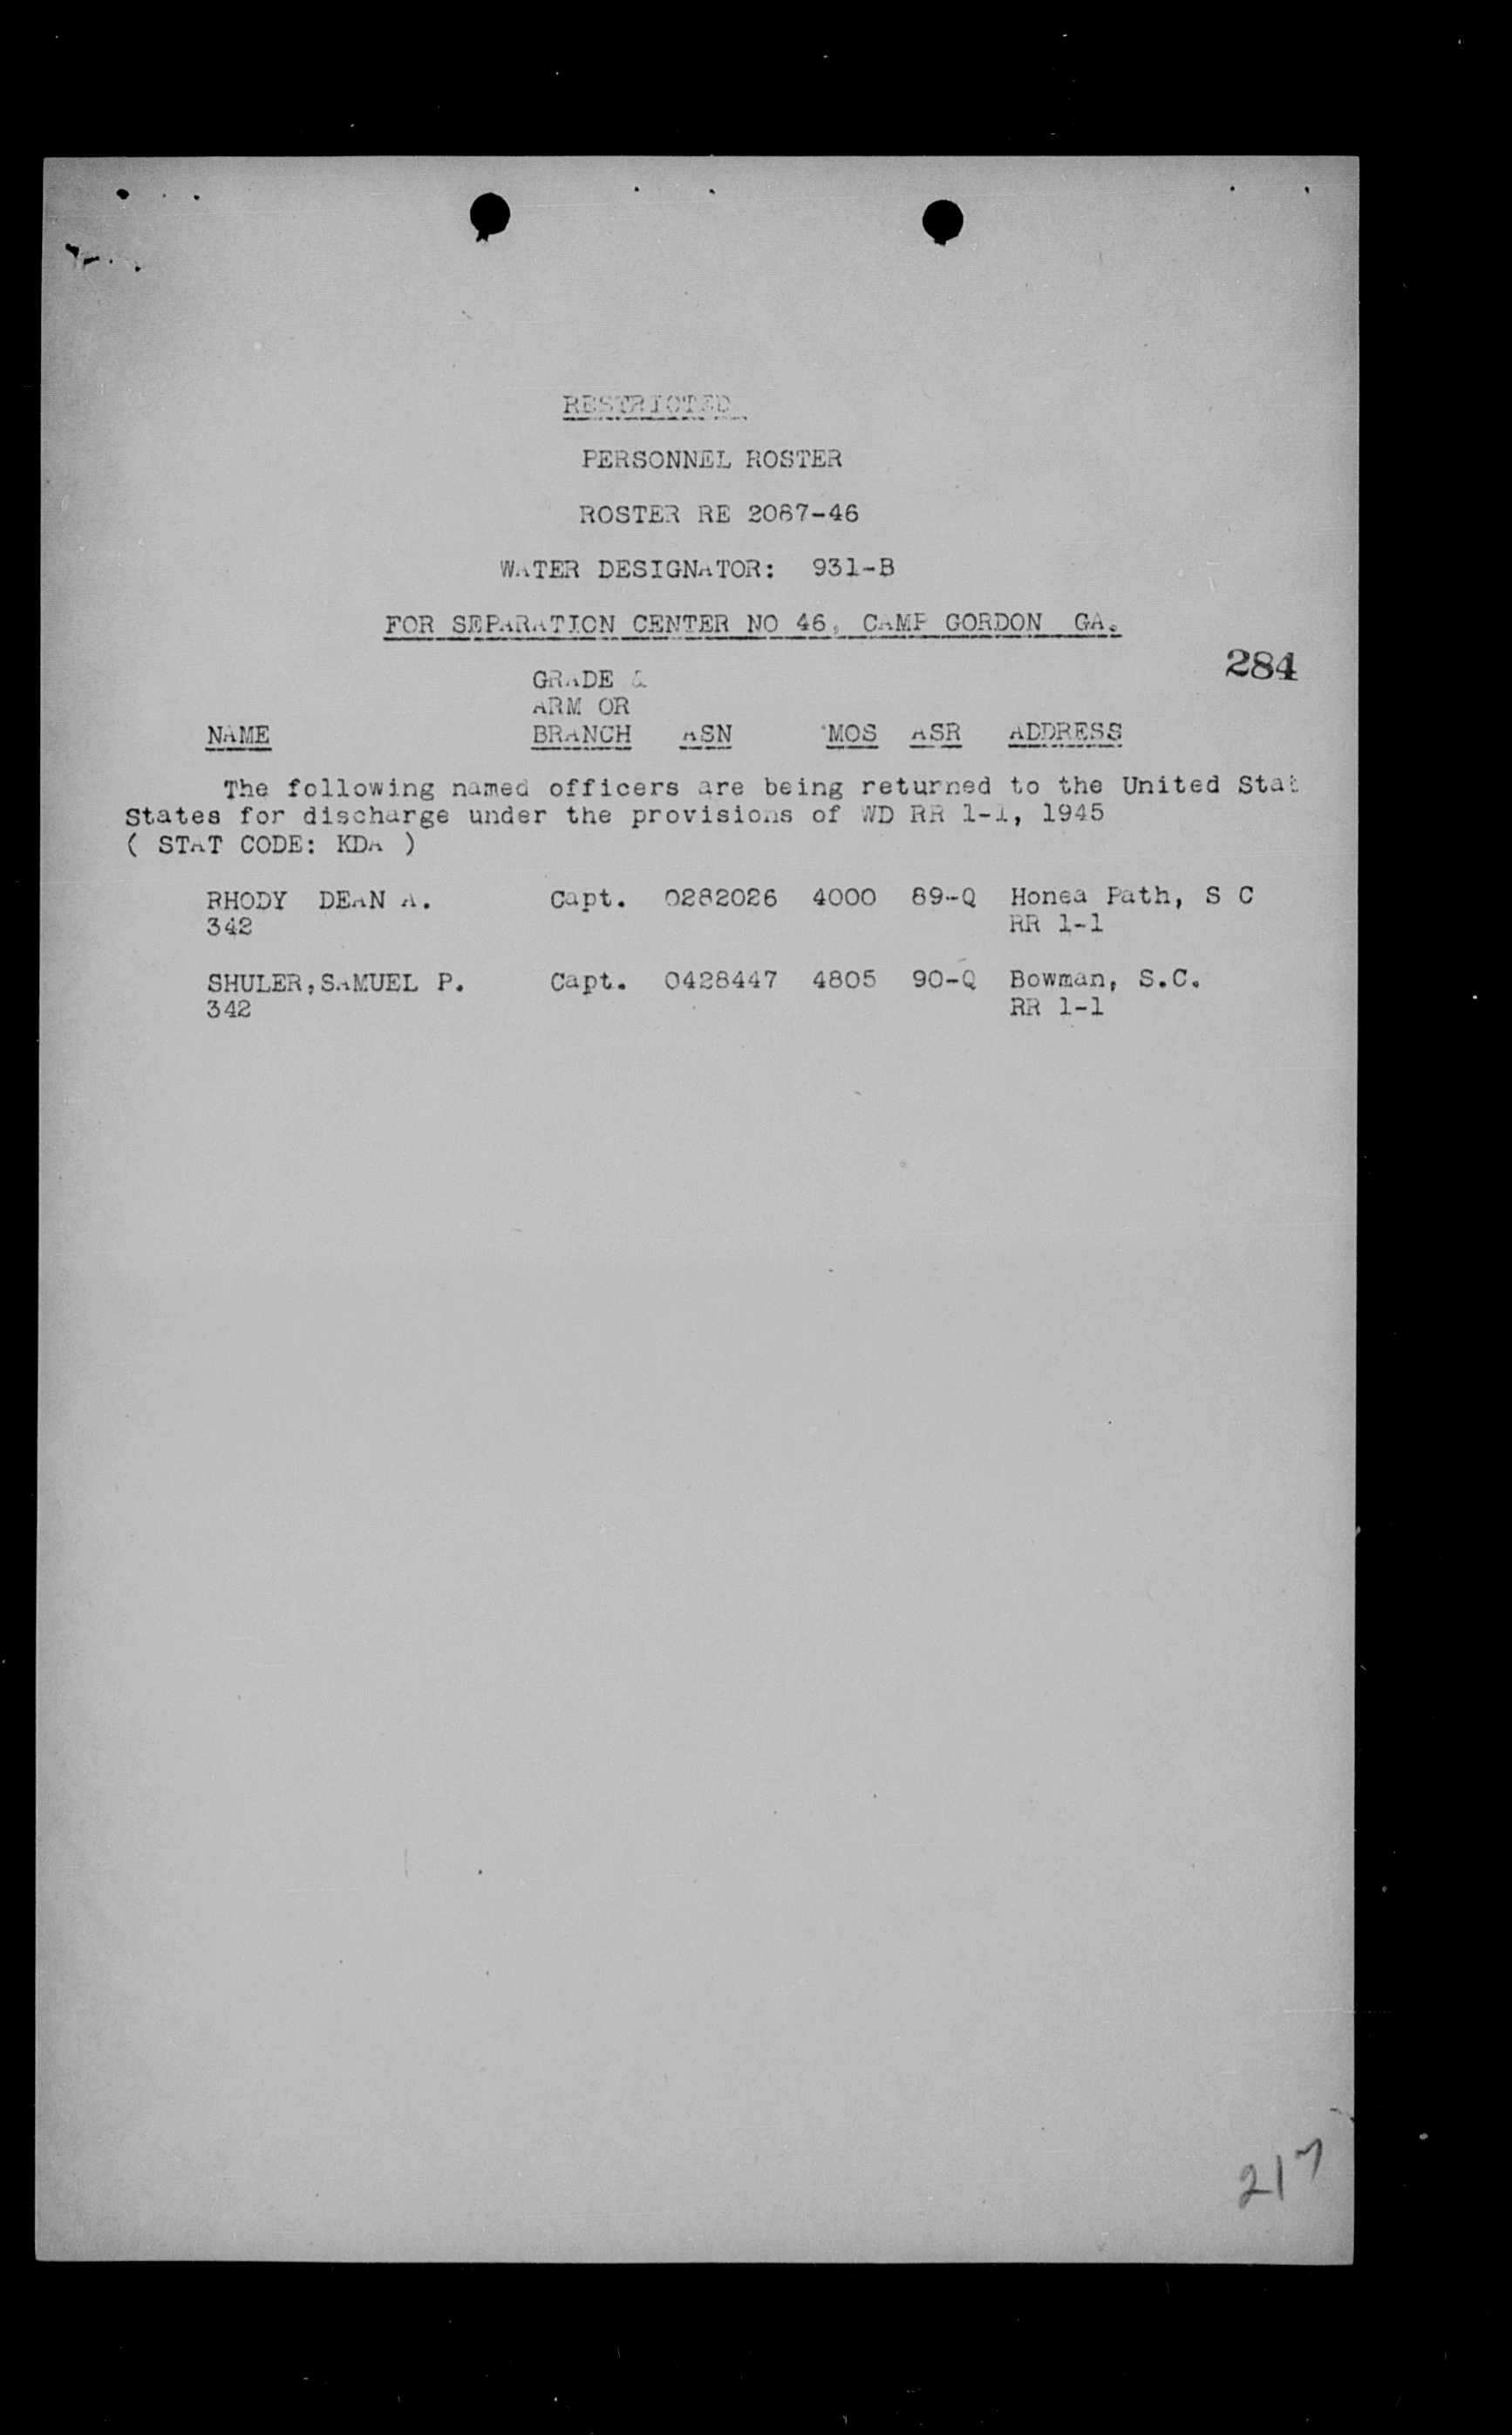 RESTRICTED
PERSONNEL ROSTER
ROSTER RE 2087-46
WATER DESIGNATOR: 931-B
FOR SEPARATION CENTER NO 46, CAMP GORDON GA.
284
GRADE &
ARM OR
NAME BRANCH ASN MOS ASR ADDRESS
The following named officers are being returned to the United Stat
States for discharge under the provisions of WD RR 1-1, 1945
( STAT CODE: KDA )
RHODY DEAN A. Capt. 0282026 4000 89-Q Honea Path, S C
342 RR 1-1
SHULER,SAMUEL P. Capt. 0428447 4805 90-Q Bowman, S.C.
342 RR 1-1
217